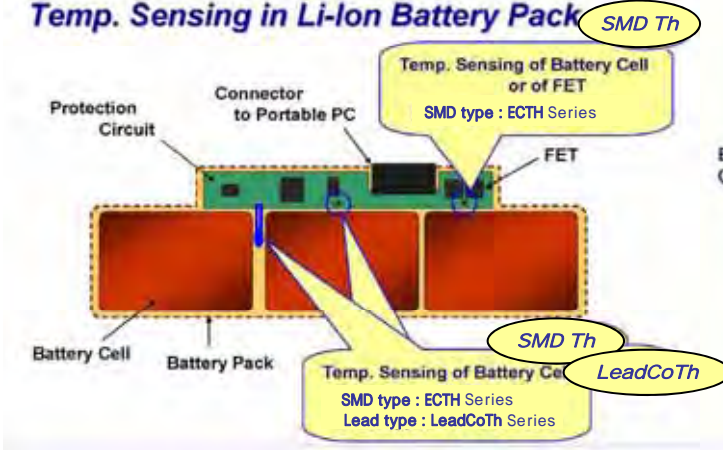 Temp. Sensing in Li-Ion Battery Pack
SMD Th
Temp. Sensing of Battery Cell
or of FET
SMD type : ECTH Series
Connector
to Portable PC
Protection
Circuit
FET
Battery Cell
Battery Pack
SMD Th
LeadCoTh
Temp. Sensing of Battery
SMD type : ECTH Series
Lead type : LeadCoTh Series